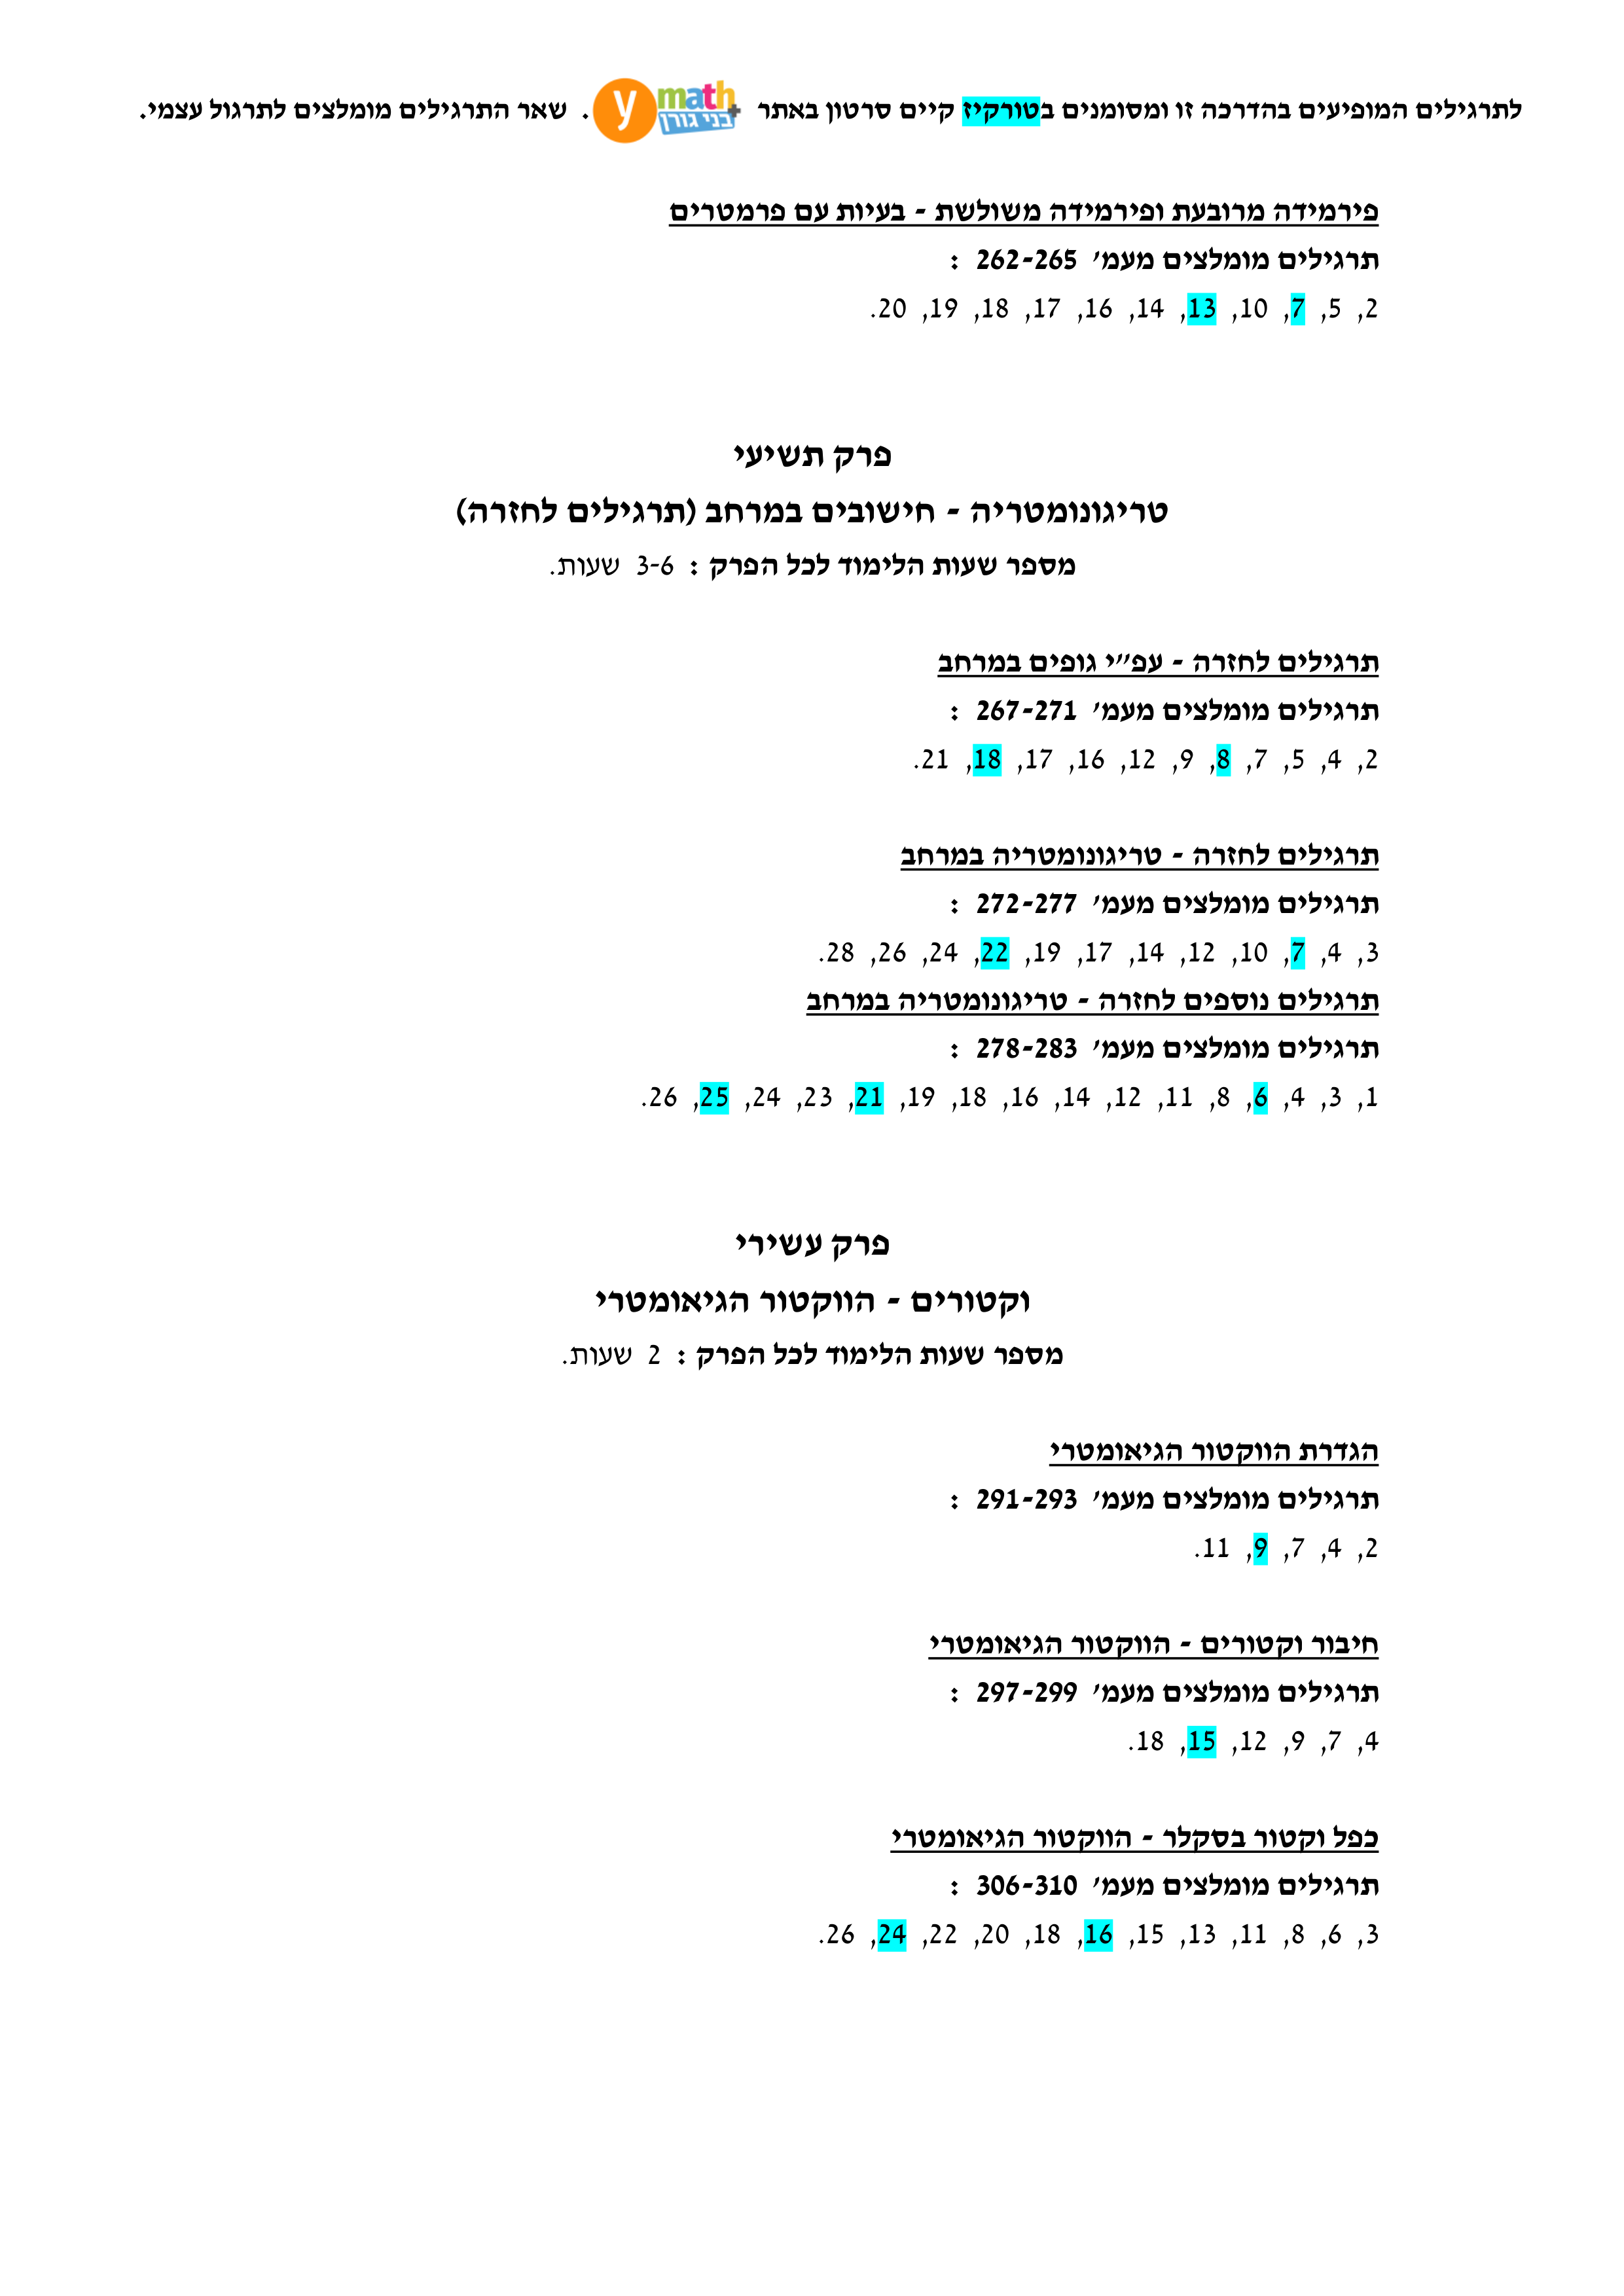 לתרגילים המופיעים בהדרכה זו ומסומנים בטורקיז קיים סרטון באתר y math+ בני גורן . שאר התרגילים מומלצים לתרגול עצמי.
פירמידה מרובעת ופירמידה משולשת - בעיות עם פרמטרים
תרגילים מומלצים מעמ׳ 262-265 :
2, 5, 7, 10, 13, 14, 16, 17, 18, 19, 20.
פרק תשיעי
טריגונומטריה - חישובים במרחב (תרגילים לחזרה)
מספר שעות הלימוד לכל הפרק : 3-6 שעות.
תרגילים לחזרה - עפ״י גופים במרחב
תרגילים מומלצים מעמ׳ 267-271 :
2, 4, 5, 7, 8, 9, 12, 16, 17, 18, 21.
תרגילים לחזרה - טריגונומטריה במרחב
תרגילים מומלצים מעמ׳ 272-277 :
3, 4, 7, 10, 12, 14, 17, 19, 22, 24, 26, 28.
תרגילים נוספים לחזרה - טריגונומטריה במרחב
תרגילים מומלצים מעמ׳ 278-283 :
1, 3, 4, 6, 8, 11, 12, 14, 16, 18, 19, 21, 23, 24, 25, 26.
פרק עשירי
וקטורים - הווקטור הגיאומטרי
מספר שעות הלימוד לכל הפרק : 2 שעות.
הגדרת הווקטור הגיאומטרי
תרגילים מומלצים מעמ׳ 291-293 :
2, 4, 7, 9, 11.
חיבור וקטורים - הווקטור הגיאומטרי
תרגילים מומלצים מעמ׳ 297-299 :
4, 7, 9, 12, 15, 18.
כפל וקטור בסקלר - הווקטור הגיאומטרי
תרגילים מומלצים מעמ׳ 306-310 :
3, 6, 8, 11, 13, 15, 16, 18, 20, 22, 24, 26.